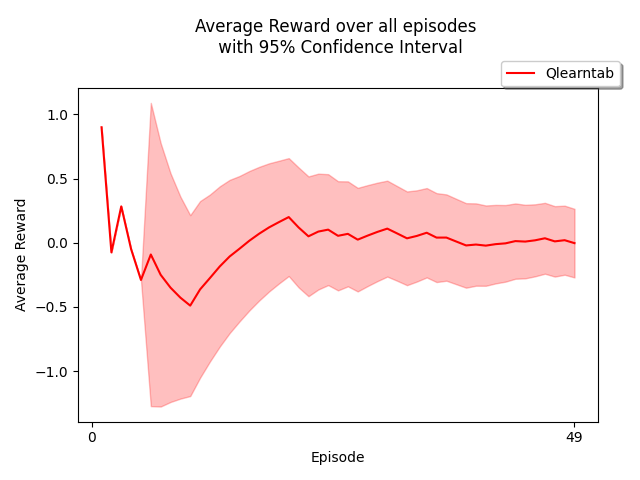 Average Reward over all episodes
with 95% Confidence Interval
Qlearntab
1.0
0.5
0.0
−0.5
−1.0
Average Reward
0
49
Episode